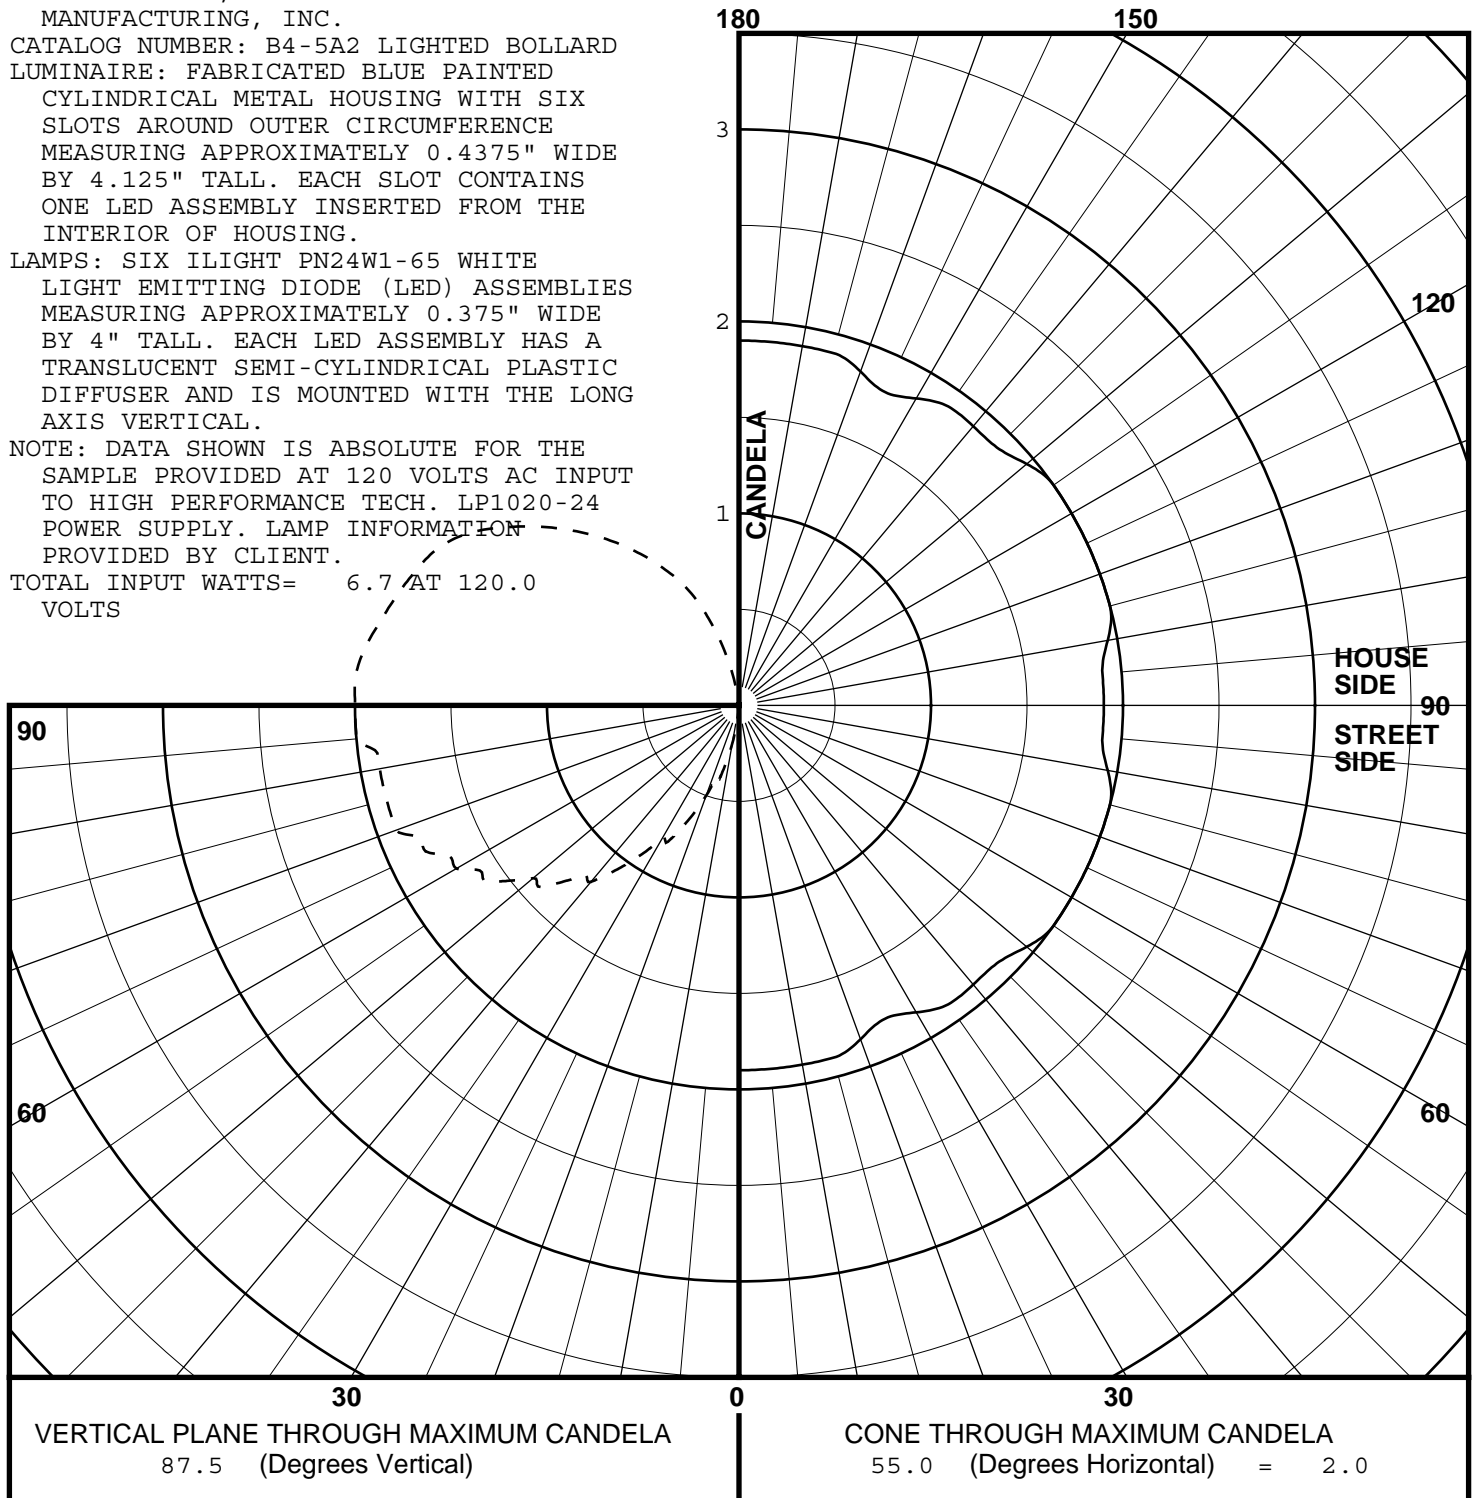 MANUFACTURING, INC.
CATALOG NUMBER: B4-5A2 LIGHTED BOLLARD
LUMINAIRE: FABRICATED BLUE PAINTED
CYLINDRICAL METAL HOUSING WITH SIX
SLOTS AROUND OUTER CIRCUMFERENCE
MEASURING APPROXIMATELY 0.4375" WIDE
BY 4.125" TALL. EACH SLOT CONTAINS
ONE LED ASSEMBLY INSERTED FROM THE
INTERIOR OF HOUSING.
LAMPS: SIX ILIGHT PN24W1-65 WHITE
LIGHT EMITTING DIODE (LED) ASSEMBLIES
MEASURING APPROXIMATELY 0.375" WIDE
BY 4" TALL. EACH LED ASSEMBLY HAS A
TRANSLUCENT SEMI-CYLINDRICAL PLASTIC
DIFFUSER AND IS MOUNTED WITH THE LONG
AXIS VERTICAL.
NOTE: DATA SHOWN IS ABSOLUTE FOR THE
SAMPLE PROVIDED AT 120 VOLTS AC INPUT
TO HIGH PERFORMANCE TECH. LP1020-24
POWER SUPPLY. LAMP INFORMATION
PROVIDED BY CLIENT.
TOTAL INPUT WATTS= 6.7 AT 120.0
VOLTS
180
150
3
120
2
CANDELA
1
HOUSE
SIDE
90
90
STREET
SIDE
60
60
30
0
30
VERTICAL PLANE THROUGH MAXIMUM CANDELA
87.5 (Degrees Vertical)
CONE THROUGH MAXIMUM CANDELA
55.0 (Degrees Horizontal) = 2.0